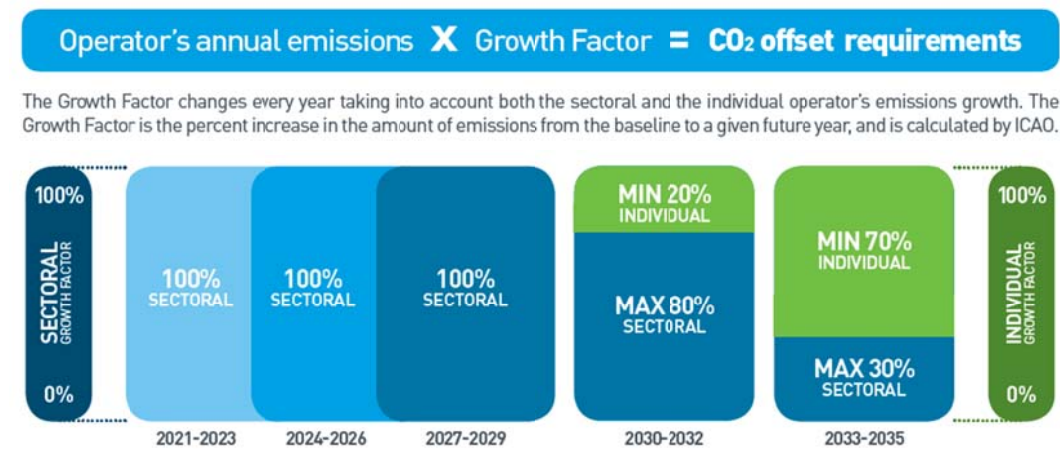 Operator's annual emissions X Growth Factor = CO₂ offset requirements
The Growth Factor changes every year taking into account both the sectoral and the individual operator's emissions growth. The
Growth Factor is the percent increase in the amount of emissions from the baseline to a given future year, and is calculated by ICAO.
100%
SECTORAL
GROWTH FACTOR
0%
100%
SECTORAL
100%
SECTORAL
100%
SECTORAL
MIN 20%
INDIVIDUAL
MAX 80%
SECTORAL
MIN 70%
INDIVIDUAL
MAX 30%
SECTORAL
100%
INDIVIDUAL
GROWTH FACTOR
0%
2021-2023
2024-2026
2027-2029
2030-2032
2033-2035